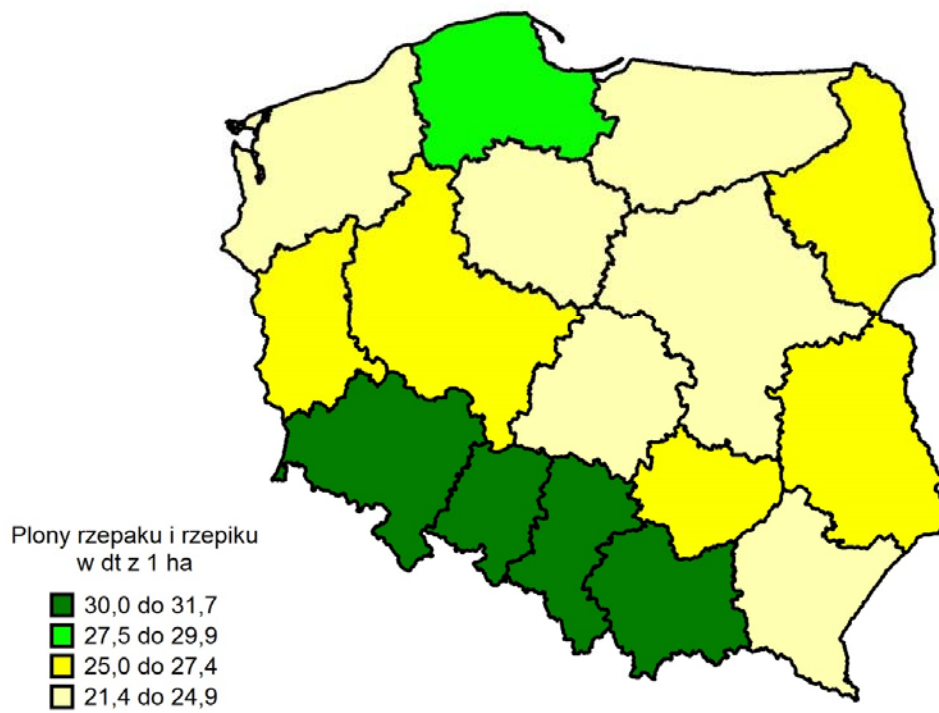 Plony rzepaku i rzepiku
w dt z 1 ha
30,0 do 31,7
27,5 do 29,9
25,0 do 27,4
21,4 do 24,9